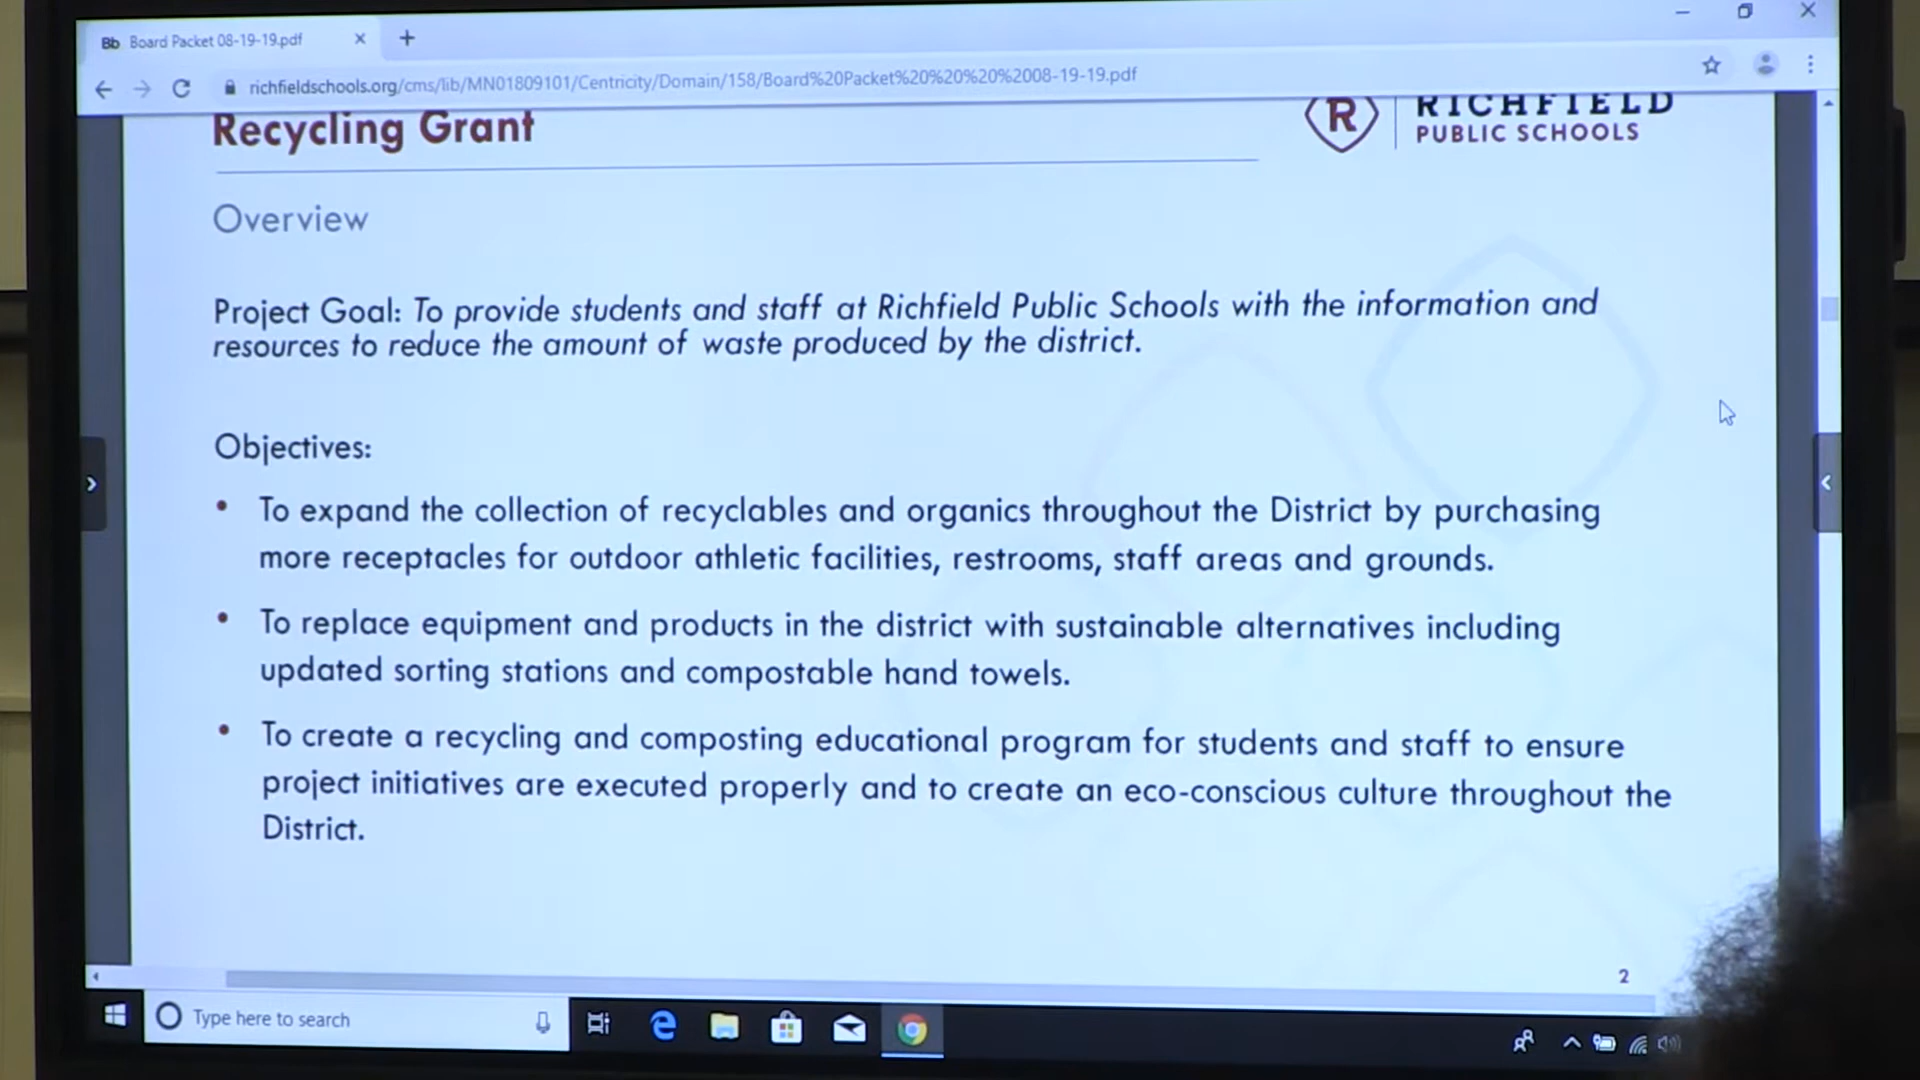 Bb Board Packet 08-19-19.pdf
richfieldschools.org/cms/lib/MN01809101/Centricity/Domain/158/Board%20Packet%20%20%20%2008-19-19.pdf
Recycling Grant
R RICHFIELD
PUBLIC SCHOOLS
Overview
Project Goal: To provide students and staff at Richfield Public Schools with the information and
resources to reduce the amount of waste produced by the district.
Objectives:
• To expand the collection of recyclables and organics throughout the District by purchasing
more receptacles for outdoor athletic facilities, restrooms, staff areas and grounds.
• To replace equipment and products in the district with sustainable alternatives including
updated sorting stations and compostable hand towels.
• To create a recycling and composting educational program for students and staff to ensure
project initiatives are executed properly and to create an eco-conscious culture throughout the
District.
2
Type here to search